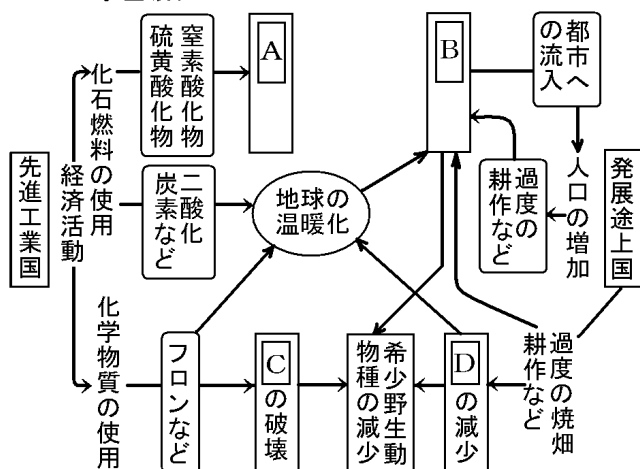 先進工業国
経済活動
化石燃料の使用
化学物質の使用
窒素酸化物
硫黄酸化物
A
二酸化
炭素など
地球の
温暖化
フロンなど
C
の破壊
希少野生動
物種の減少
D
の減少
B
都市へ
の流入
人口の増加
過度の
耕作など
発展途上国
過度の焼畑
耕作など